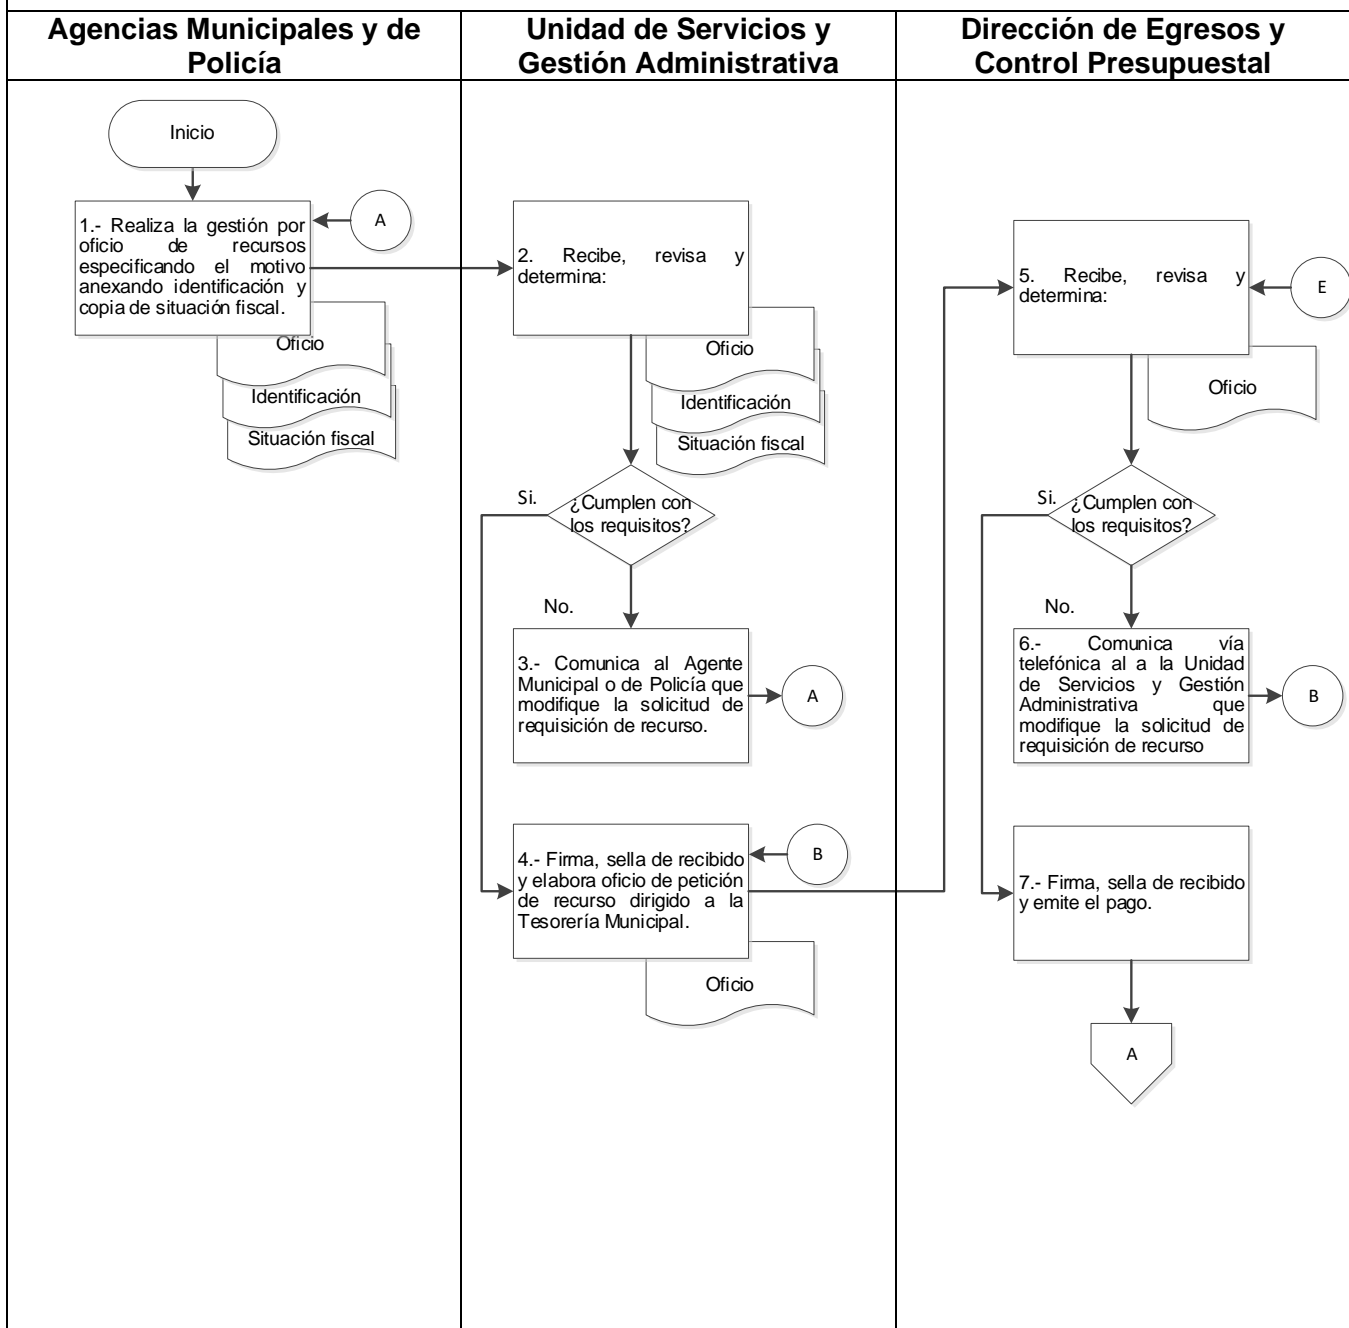 Agencias Municipales y de
Policía
Unidad de Servicios y
Gestión Administrativa
Dirección de Egresos y
Control Presupuestal
Inicio
1.- Realiza la gestión por
oficio de recursos
especificando el motivo
anexando identificación y
copia de situación fiscal.
A
Oficio
Identificación
Situación fiscal
2. Recibe, revisa y
determina:
Oficio
Identificación
Situación fiscal
¿Cumplen con
los requisitos?
Si.
No.
3.- Comunica al Agente
Municipal o de Policía que
modifique la solicitud de
requisición de recurso.
A
4.- Firma, sella de recibido
y elabora oficio de petición
de recurso dirigido a la
Tesorería Municipal.
B
Oficio
5. Recibe, revisa y
determina:
E
Oficio
¿Cumplen con
los requisitos?
Si.
No.
6.- Comunica vía
telefónica al a la Unidad
de Servicios y Gestión
Administrativa que
modifique la solicitud de
requisición de recurso
B
7.- Firma, sella de recibido
y emite el pago.
A